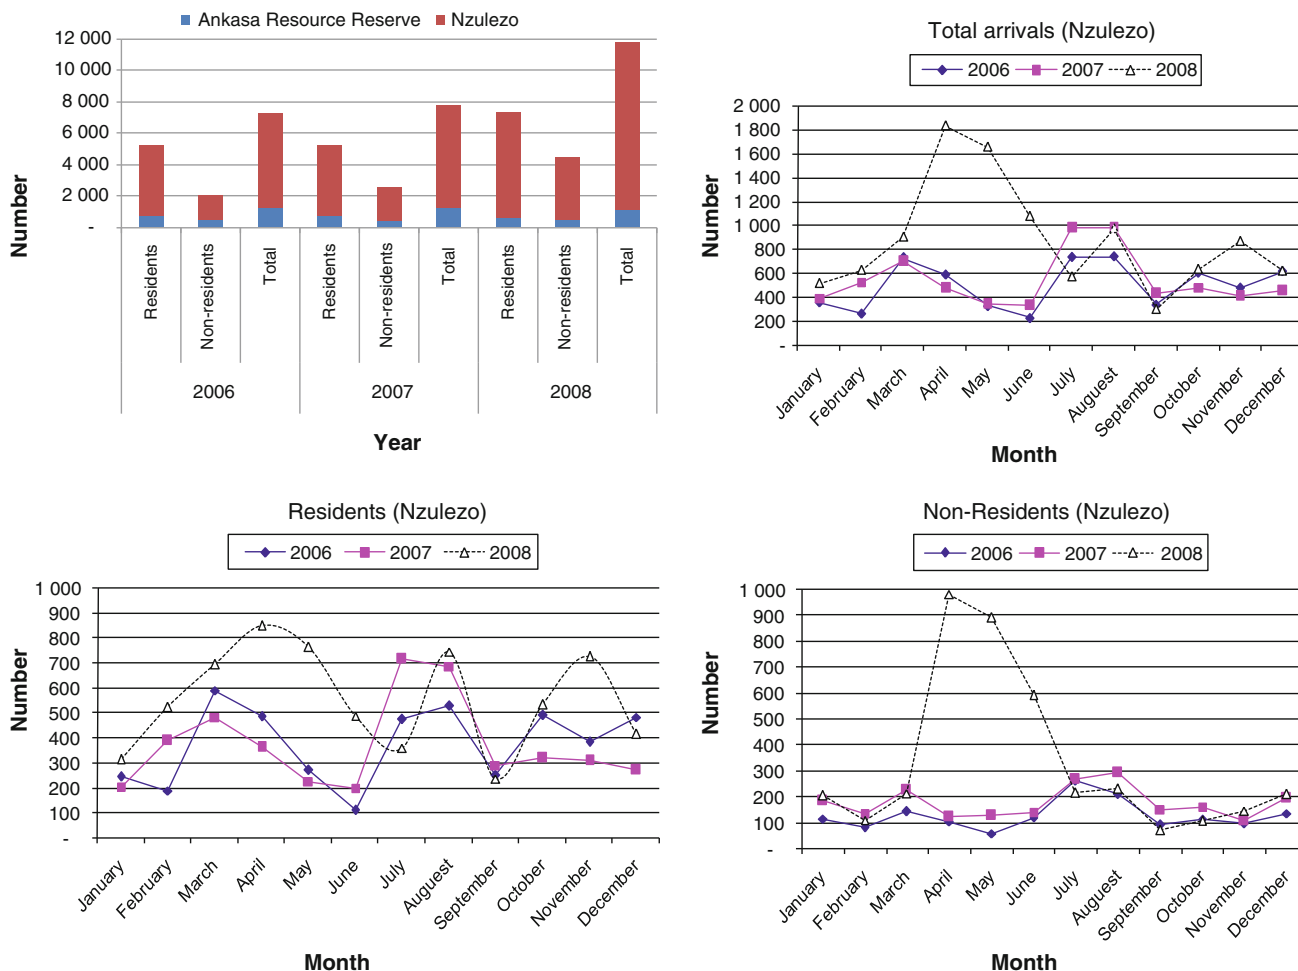 Ankasa Resource Reserve Nzulezo
12 000
10 000
8 000
6 000
4 000
2 000
-
Number
Residents
Non-residents
Total
Residents
Non-residents
Total
Residents
Non-residents
Total
2006 2007 2008
Year
Total arrivals (Nzulezo)
2006 2007 2008
2 000
1 800
1 600
1 400
1 200
1 000
800
600
400
200
-
Number
January
February
March
April
May
June
July
Auguest
September
October
November
December
Month
Residents (Nzulezo)
2006 2007 2008
1 000
900
800
700
600
500
400
300
200
100
-
Number
January
February
March
April
May
June
July
Auguest
September
October
November
December
Month
Non-Residents (Nzulezo)
2006 2007 2008
1 000
900
800
700
600
500
400
300
200
100
-
Number
January
February
March
April
May
June
July
Auguest
September
October
November
December
Month